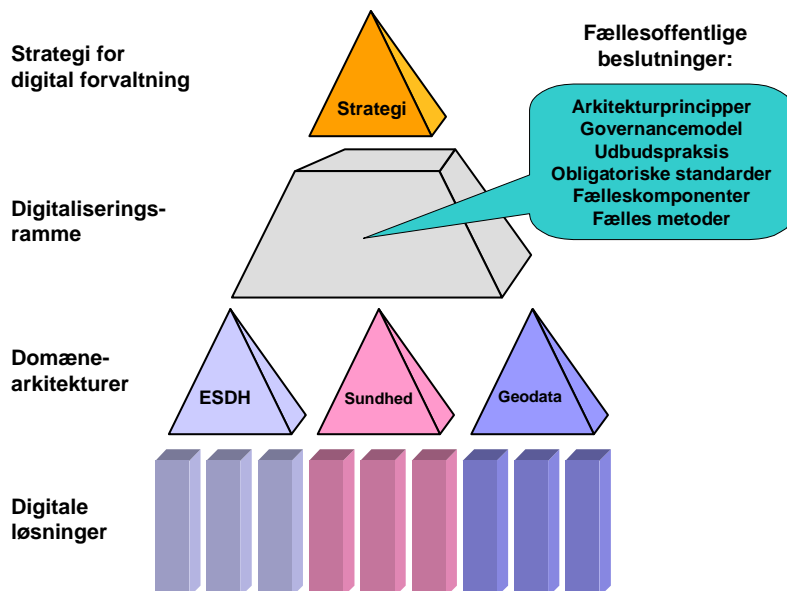 Strategi for
digital forvaltning
Strategi
Fællesoffentlige
beslutninger:
Arkitekturprincipper
Governancemodel
Udbudspraksis
Obligatoriske standarder
Fælleskomponenter
Fælles metoder
Digitaliserings-
ramme
Domæne-
arkitekturer
ESDH
Sundhed
Geodata
Digitale
løsninger